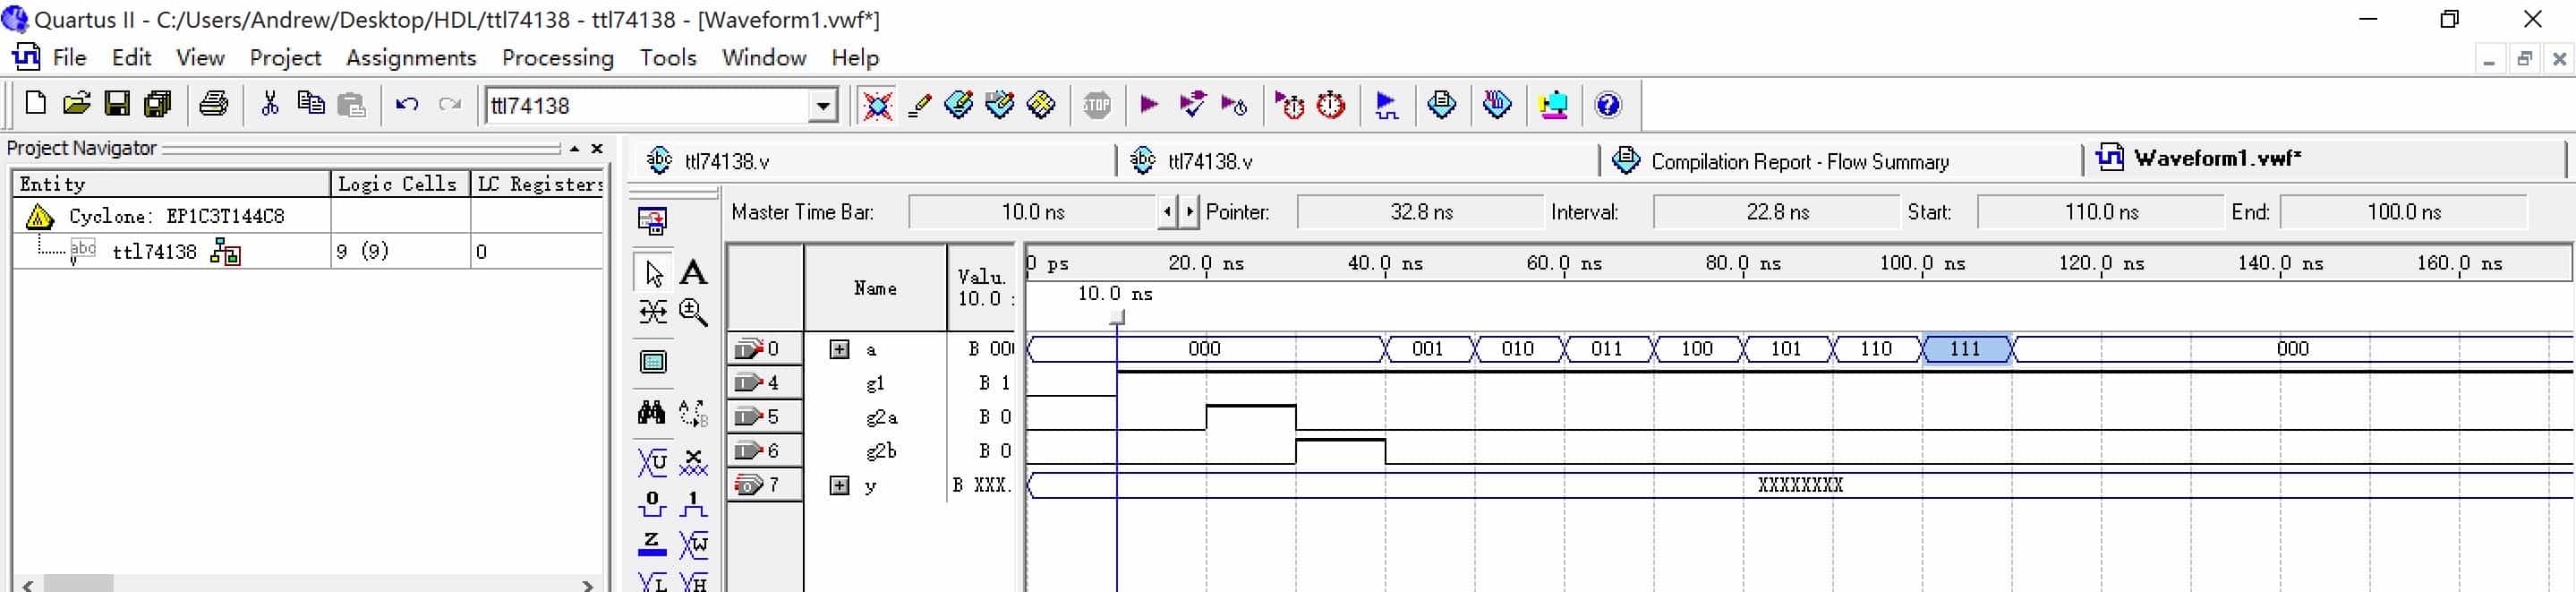 Quartus II - C:/Users/Andrew/Desktop/HDL/ttl74138 - ttl74138 - [Waveform1.vwf*]
File Edit View Project Assignments Processing Tools Window Help
STOP
ttl74138
Project Navigator
Entity Logic Cells LC Registers
Cyclone: EP1C3T144C8
abc ttl74138 9 (9) 0
abc ttl74138.v abc ttl74138.v Compilation Report - Flow Summary Waveform1.vwf*
Master Time Bar: 10.0 ns Pointer: 32.8 ns Interval: 22.8 ns Start: 110.0 ns End: 100.0 ns
Name Valu. 10.0
0 ps 20.0 ns 40.0 ns 60.0 ns 80.0 ns 100.0 ns 120.0 ns 140.0 ns 160.0 ns
10.0 ns
0 a B 00 000 001 010 011 100 101 110 111 000
4 g1 B 1
5 g2a B 0
6 g2b B 0
7 y B XXX. XXXXXXXX